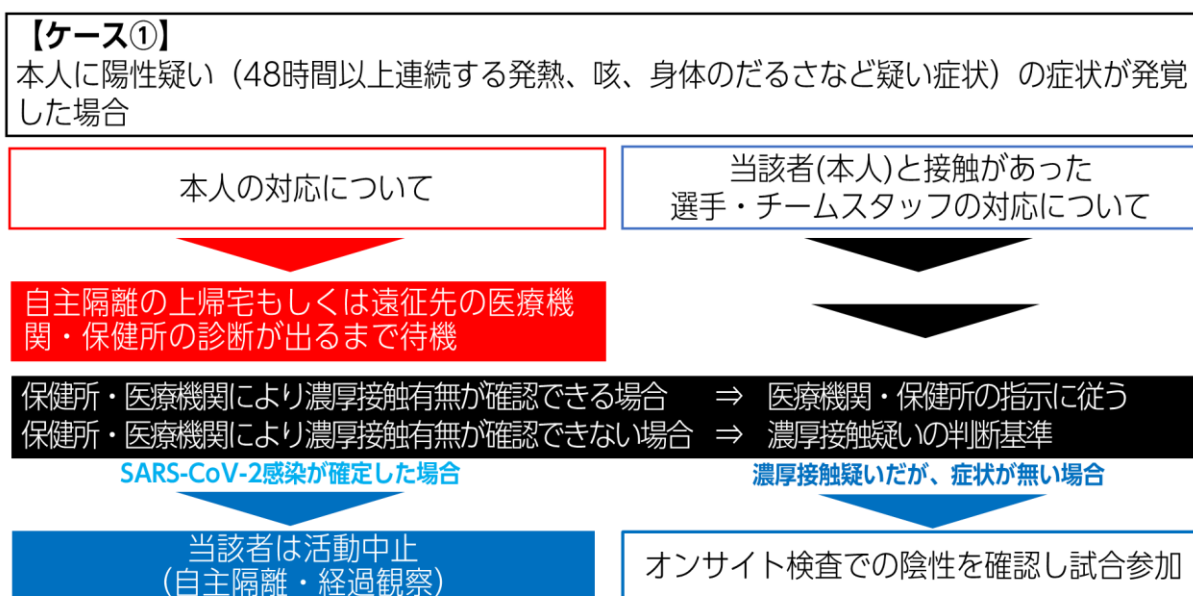 【ケース①】
本人に陽性疑い（48時間以上連続する発熱、咳、身体のだるさなど疑い症状）の症状が発覚
した場合
本人の対応について
当該者(本人)と接触があった
選手・チームスタッフの対応について
自主隔離の上帰宅もしくは遠征先の医療機
関・保健所の診断が出るまで待機
保健所・医療機関により濃厚接触有無が確認できる場合 ⇒ 医療機関・保健所の指示に従う
保健所・医療機関により濃厚接触有無が確認できない場合 ⇒ 濃厚接触疑いの判断基準
SARS-CoV-2感染が確定した場合
濃厚接触疑いだが、症状が無い場合
当該者は活動中止
（自主隔離・経過観察）
オンサイト検査での陰性を確認し試合参加